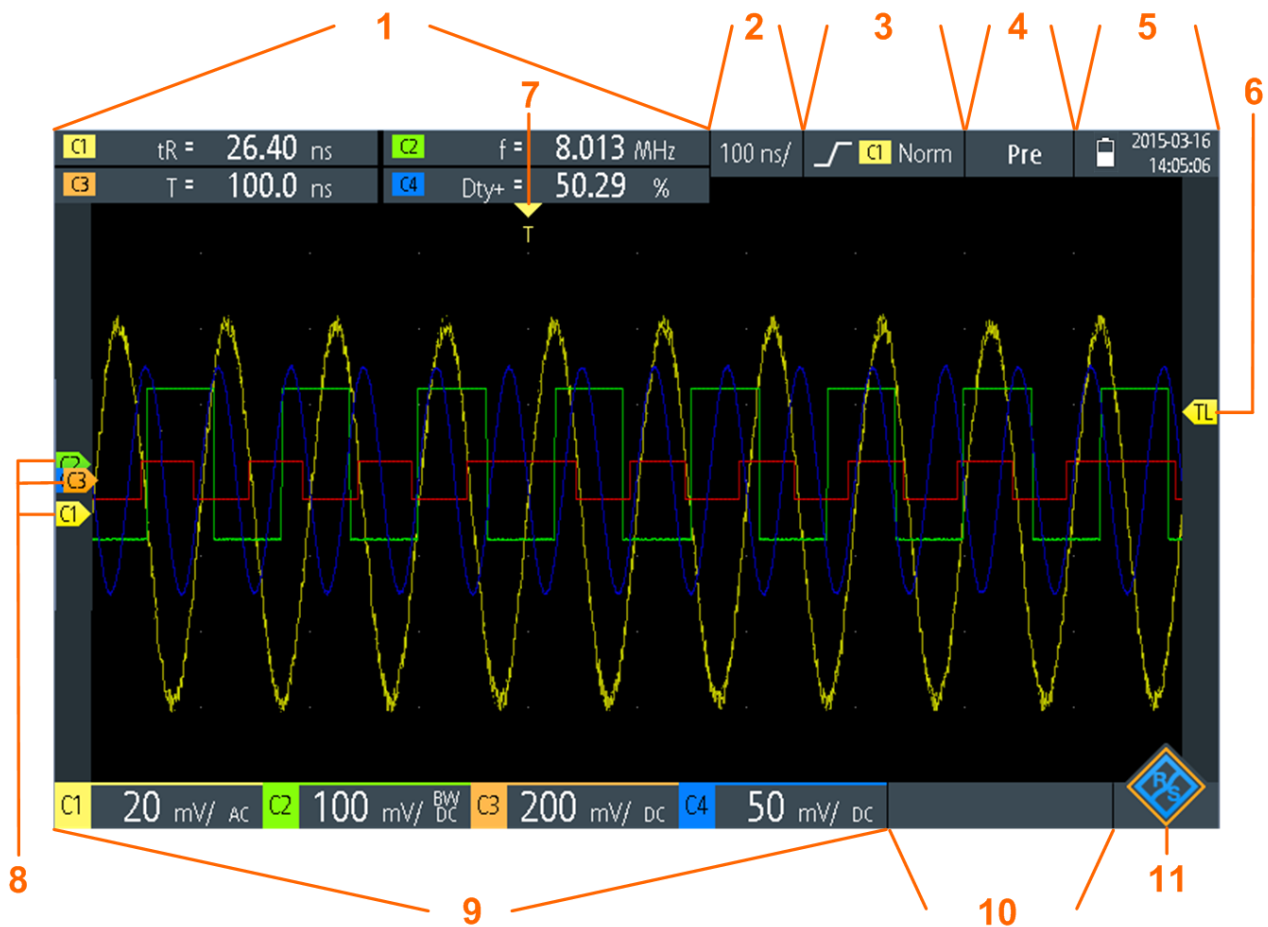 1 2 3 4 5
7 6
C1 tR = 26.40 ns C2 f = 8.013 MHz 100 ns/ C1 Norm Pre 2015-03-16
14:05:06
C3 T = 100.0 ns C4 Dty+ = 50.29 %
T
TL
C2
C3
C1
8
C1 20 mV/ AC C2 100 mV/ BW DC C3 200 mV/ DC C4 50 mV/ DC R/S
9 10 11